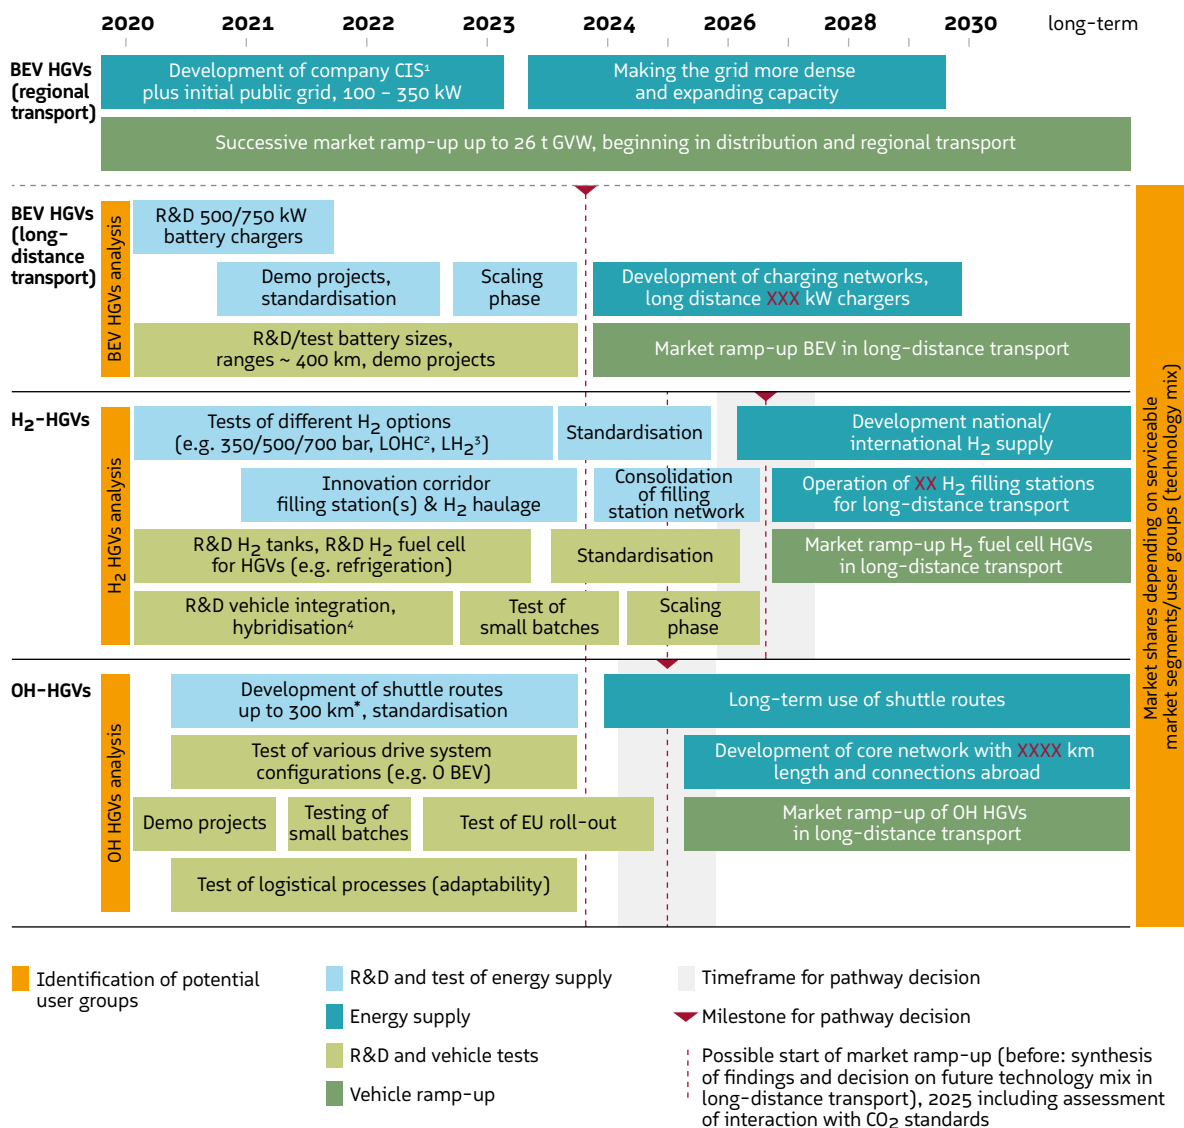 2020 2021 2022 2023 2024 2026 2028 2030 long-term
BEV HGVs
(regional
transport)
Development of company CIS¹
plus initial public grid, 100 – 350 kW
Making the grid more dense
and expanding capacity
Successive market ramp-up up to 26 t GVW, beginning in distribution and regional transport
BEV HGVs
(long-
distance
transport)
BEV HGVs analysis
R&D 500/750 kW
battery chargers
Demo projects,
standardisation
Scaling
phase
Development of charging networks,
long distance XXX kW chargers
R&D/test battery sizes,
ranges ~ 400 km, demo projects
Market ramp-up BEV in long-distance transport
H₂-HGVs
H₂ HGVs analysis
Tests of different H₂ options
(e.g. 350/500/700 bar, LOHC², LH₂³)
Standardisation
Development national/
international H₂ supply
Innovation corridor
filling station(s) & H₂ haulage
Consolidation
of filling
station network
Operation of XX H₂ filling stations
for long-distance transport
R&D H₂ tanks, R&D H₂ fuel cell
for HGVs (e.g. refrigeration)
Standardisation
Market ramp-up H₂ fuel cell HGVs
in long-distance transport
R&D vehicle integration,
hybridisation⁴
Test of
small batches
Scaling
phase
OH-HGVs
OH HGVs analysis
Development of shuttle routes
up to 300 km*, standardisation
Long-term use of shuttle routes
Test of various drive system
configurations (e.g. O BEV)
Development of core network with XXXX km
length and connections abroad
Demo projects
Testing of
small batches
Test of EU roll-out
Market ramp-up of OH HGVs
in long-distance transport
Test of logistical processes (adaptability)
Market shares depending on serviceable
market segments/user groups (technology mix)
Identification of potential
user groups
R&D and test of energy supply
Energy supply
R&D and vehicle tests
Vehicle ramp-up
Timeframe for pathway decision
Milestone for pathway decision
Possible start of market ramp-up (before: synthesis
of findings and decision on future technology mix in
long-distance transport), 2025 including assessment
of interaction with CO₂ standards